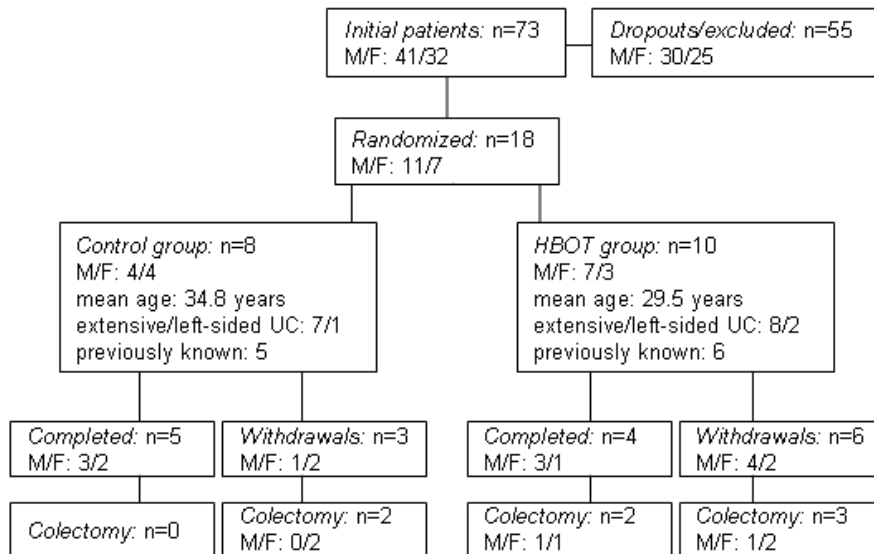 Initial patients: n=73
M/F: 41/32
Dropouts/excluded: n=55
M/F: 30/25
Randomized: n=18
M/F: 11/7
Control group: n=8
M/F: 4/4
mean age: 34.8 years
extensive/left-sided UC: 7/1
previously known: 5
HBOT group: n=10
M/F: 7/3
mean age: 29.5 years
extensive/left-sided UC: 8/2
previously known: 6
Completed: n=5
M/F: 3/2
Withdrawals: n=3
M/F: 1/2
Completed: n=4
M/F: 3/1
Withdrawals: n=6
M/F: 4/2
Colectomy: n=0
Colectomy: n=2
M/F: 0/2
Colectomy: n=2
M/F: 1/1
Colectomy: n=3
M/F: 1/2